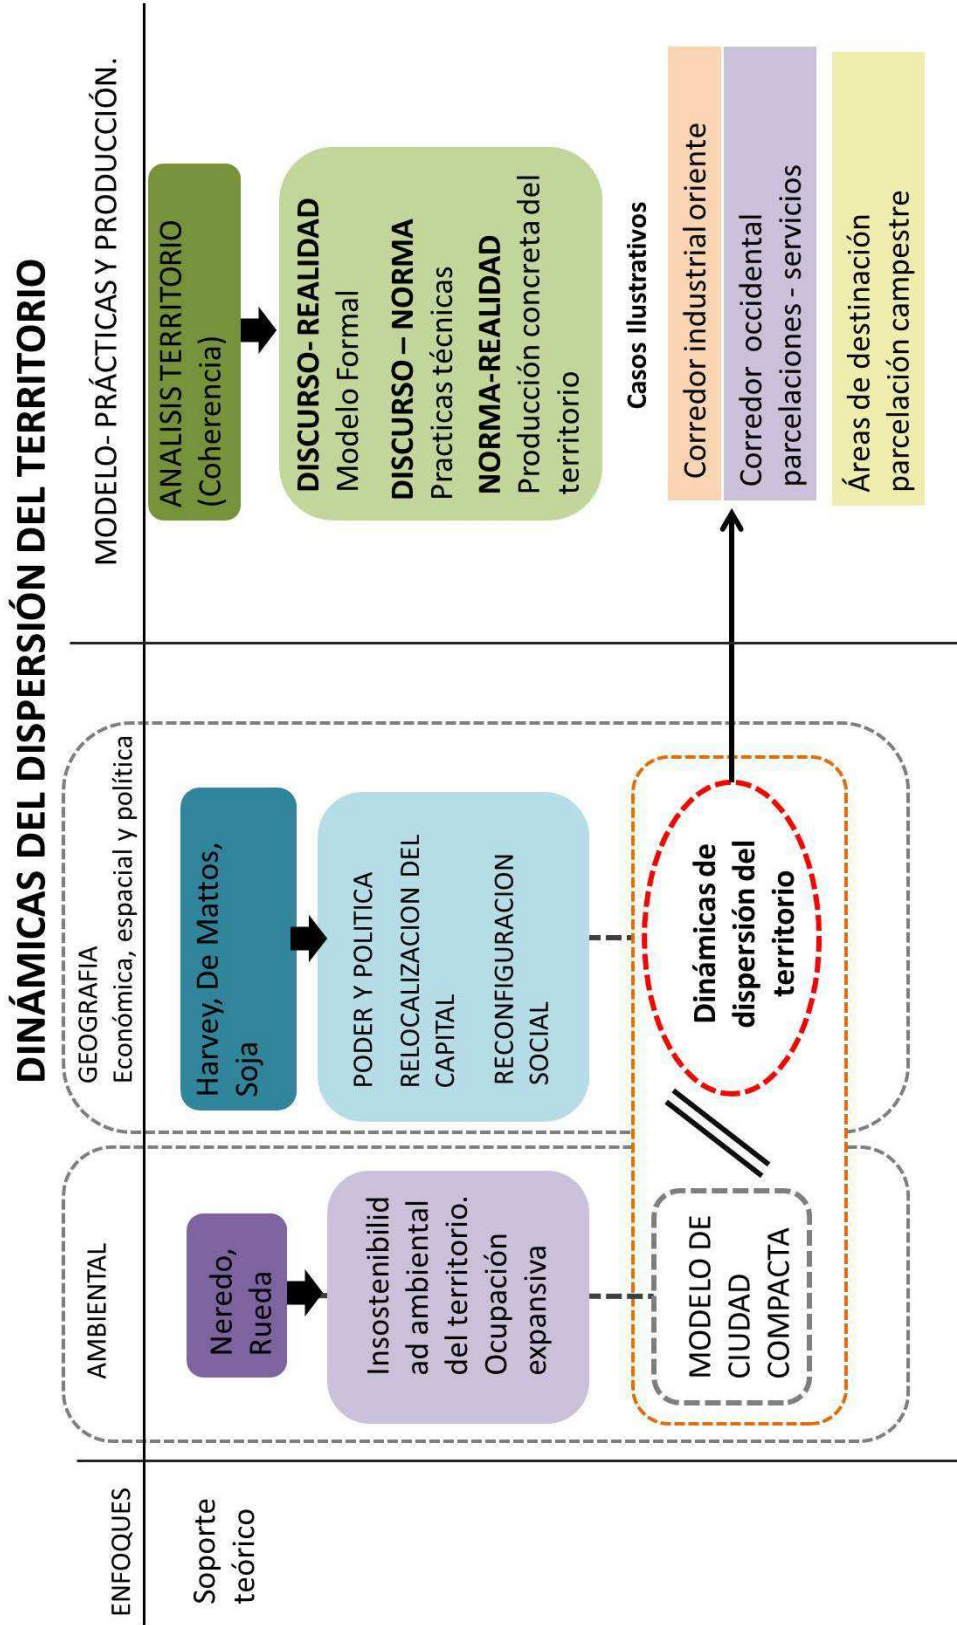 DINÁMICAS DEL DISPERSIÓN DEL TERRITORIO
ENFOQUES
Soporte
teórico
AMBIENTAL
Neredo,
Rueda
Insostenibilid
ad ambiental
del territorio.
Ocupación
expansiva
MODELO DE
CIUDAD
COMPACTA
GEOGRAFIA
Económica, espacial y política
Harvey, De Mattos,
Soja
PODER Y POLITICA
RELOCALIZACION DEL
CAPITAL
RECONFIGURACION
SOCIAL
Dinámicas de
dispersión del
territorio
MODELO- PRÁCTICAS Y PRODUCCIÓN.
ANALISIS TERRITORIO
(Coherencia)
DISCURSO- REALIDAD
Modelo Formal
DISCURSO – NORMA
Practicas técnicas
NORMA-REALIDAD
Producción concreta del
territorio
Casos Ilustrativos
Corredor industrial oriente
Corredor occidental
parcelaciones - servicios
Áreas de destinación
parcelación campestre